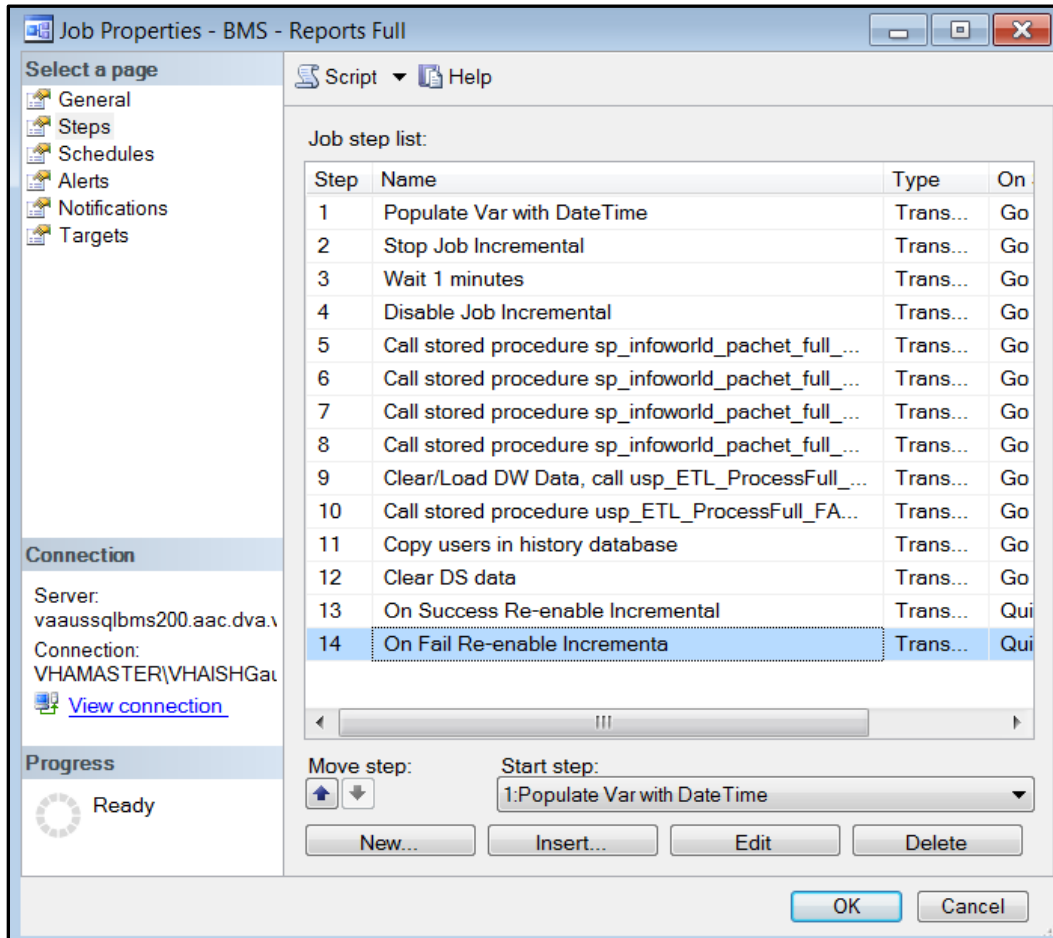 Job Properties - BMS - Reports Full
Select a page
General
Steps
Schedules
Alerts
Notifications
Targets
Script Help
Job step list:
Step Name Type On
1 Populate Var with DateTime Trans... Go
2 Stop Job Incremental Trans... Go
3 Wait 1 minutes Trans... Go
4 Disable Job Incremental Trans... Go
5 Call stored procedure sp_infoworld_pachet_full_... Trans... Go
6 Call stored procedure sp_infoworld_pachet_full_... Trans... Go
7 Call stored procedure sp_infoworld_pachet_full_... Trans... Go
8 Call stored procedure sp_infoworld_pachet_full_... Trans... Go
9 Clear/Load DW Data, call usp_ETL_ProcessFull_... Trans... Go
10 Call stored procedure usp_ETL_ProcessFull_FA... Trans... Go
11 Copy users in history database Trans... Go
12 Clear DS data Trans... Go
13 On Success Re-enable Incremental Trans... Qui
14 On Fail Re-enable Incrementa Trans... Qui
Connection
Server:
vaaussqlbms200.aac.dva.v
Connection:
VHAMASTER\VHAISHGau
View connection
Progress
Ready
Move step: Start step:
1:Populate Var with DateTime
New... Insert... Edit Delete
OK Cancel